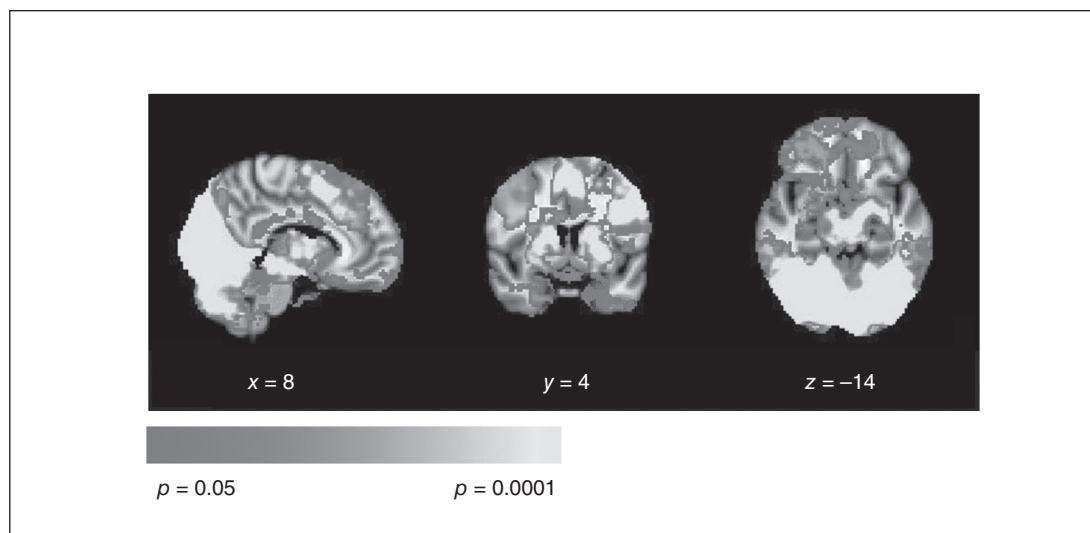 x = 8 y = 4 z = –14
p = 0.05 p = 0.0001